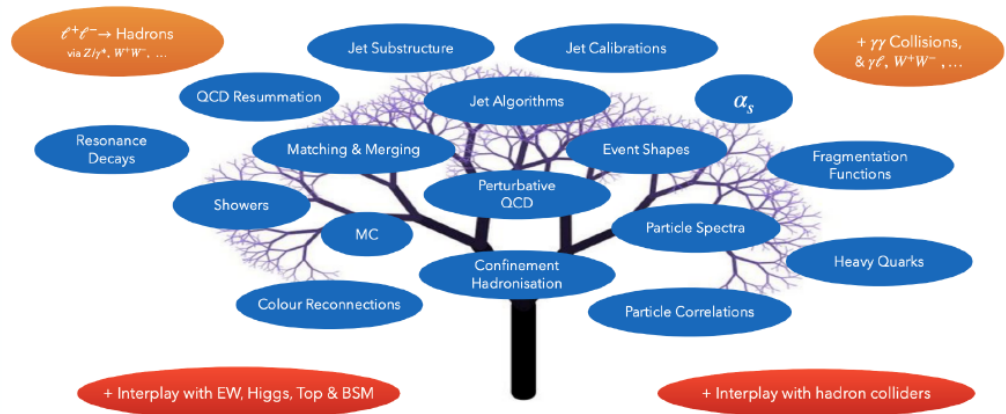 ℓ⁺ℓ⁻ → Hadrons
via Z/γ*, W⁺W⁻, ...
Jet Substructure
Jet Calibrations
+ γγ Collisions,
& γℓ, W⁺W⁻, ...
QCD Resummation
Jet Algorithms
αₛ
Resonance
Decays
Matching & Merging
Event Shapes
Fragmentation
Functions
Perturbative
QCD
Showers
MC
Particle Spectra
Confinement
Hadronisation
Heavy Quarks
Colour Reconnections
Particle Correlations
+ Interplay with EW, Higgs, Top & BSM
+ Interplay with hadron colliders